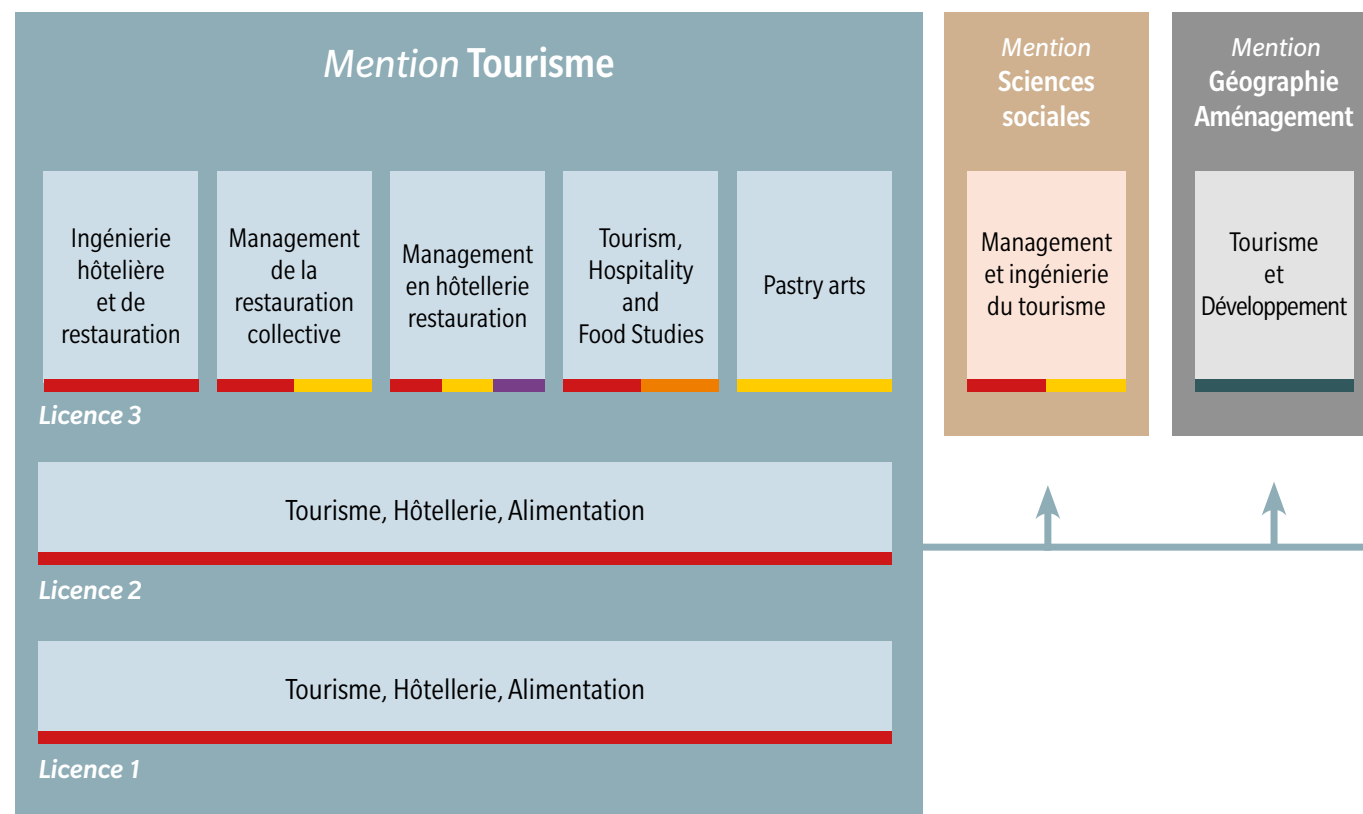 Mention Tourisme
Ingénierie
hôtelière
et de
restauration
Management
de la
restauration
collective
Management
en hôtellerie
restauration
Tourism,
Hospitality
and
Food Studies
Pastry arts
Licence 3
Tourisme, Hôtellerie, Alimentation
Licence 2
Tourisme, Hôtellerie, Alimentation
Licence 1
Mention
Sciences
sociales
Management
et ingénierie
du tourisme
Mention
Géographie
Aménagement
Tourisme
et
Développement